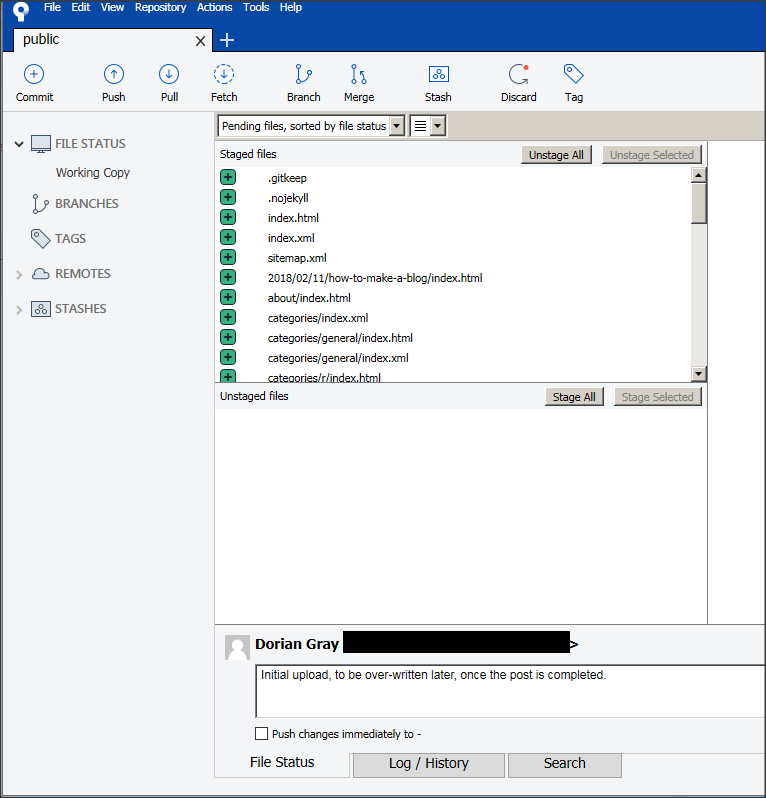 File Edit View Repository Actions Tools Help
public
Commit Push Pull Fetch Branch Merge Stash Discard Tag
Pending files, sorted by file status
FILE STATUS
Working Copy
BRANCHES
TAGS
REMOTES
STASHES
Staged files Unstage All Unstage Selected
.gitkeep
.nojekyll
index.html
index.xml
sitemap.xml
2018/02/11/how-to-make-a-blog/index.html
about/index.html
categories/index.xml
categories/general/index.html
categories/general/index.xml
categories/r/index.html
Unstaged files Stage All Stage Selected
Dorian Gray >
Initial upload, to be over-written later, once the post is completed.
Push changes immediately to -
File Status Log / History Search